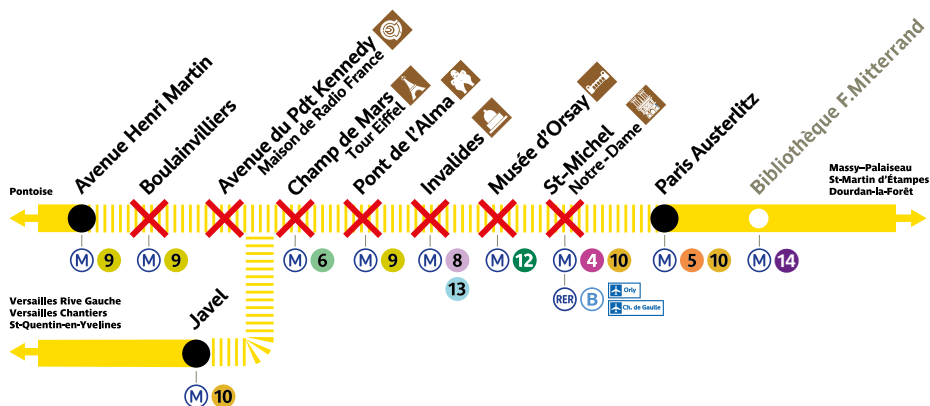 Avenue Henri Martin
Boulainvilliers
Avenue du Pdt Kennedy
Maison de Radio France
Champ de Mars
Tour Eiffel
Pont de l'Alma
Invalides
Musée d'Orsay
St-Michel
Notre-Dame
Paris Austerlitz
Bibliothèque F.Mitterrand
Pontoise
Massy–Palaiseau
St-Martin d'Étampes
Dourdan-la-Forêt
M 9
M 9
M 6
M 9
M 8
13
M 12
M 4 10
RER B Orly
Ch. de Gaulle
M 5 10
M 14
Versailles Rive Gauche
Versailles Chantiers
St-Quentin-en-Yvelines
Javel
M 10